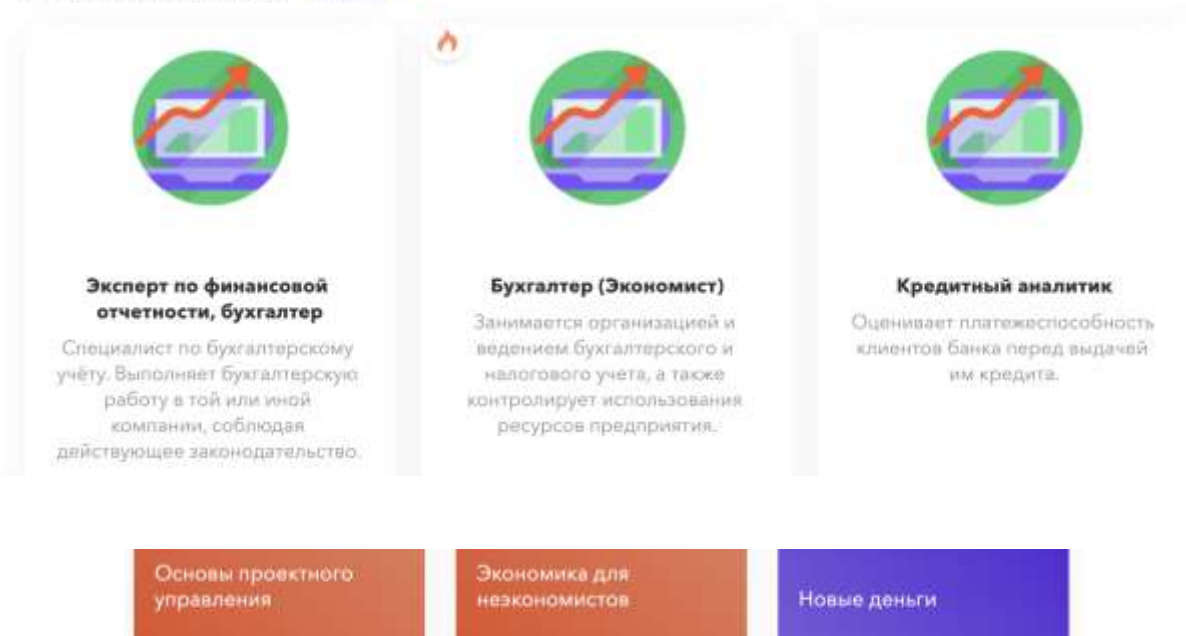 Эксперт по финансовой
отчетности, бухгалтер
Специалист по бухгалтерскому
учёту. Выполняет бухгалтерскую
работу в той или иной
компании, соблюдая
действующее законодательство.
Бухгалтер (Экономист)
Занимается организацией и
ведением бухгалтерского и
налогового учета, а также
контролирует использования
ресурсов предприятия.
Кредитный аналитик
Оценивает платежеспособность
клиентов банка перед выдачей
им кредита.
Основы проектного
управления
Экономика для
неэкономистов
Новые деньги